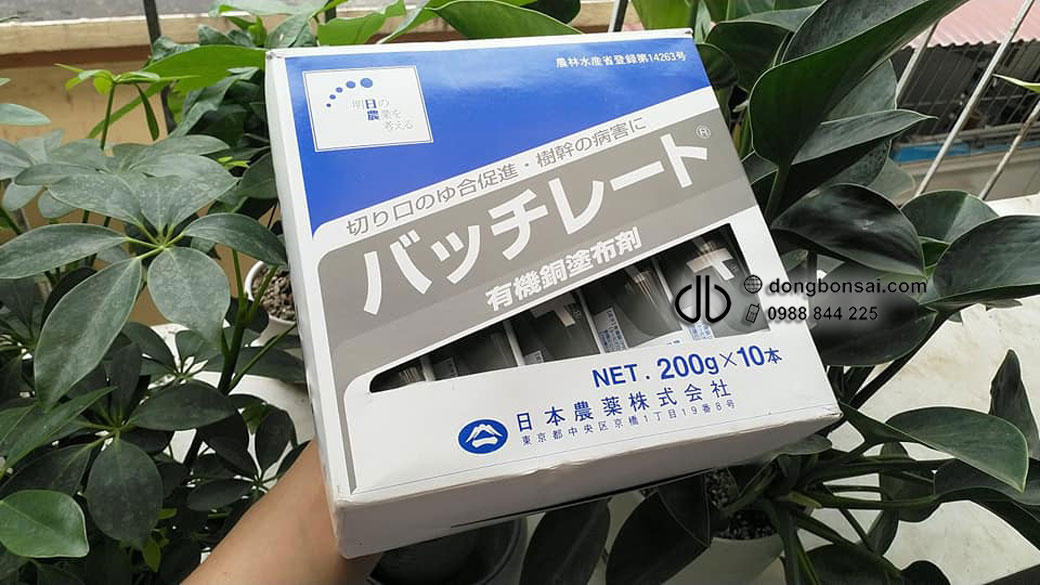 農林水産省登録第14263号
明日の
農業を
考える
切り口のゆ合促進・樹幹の病害に
バッチレート®
有機銅塗布剤
dongbonsai.com
0988 844 225
NET. 200g×10本
日本農薬株式会社
東京都中央区京橋1丁目19番8号